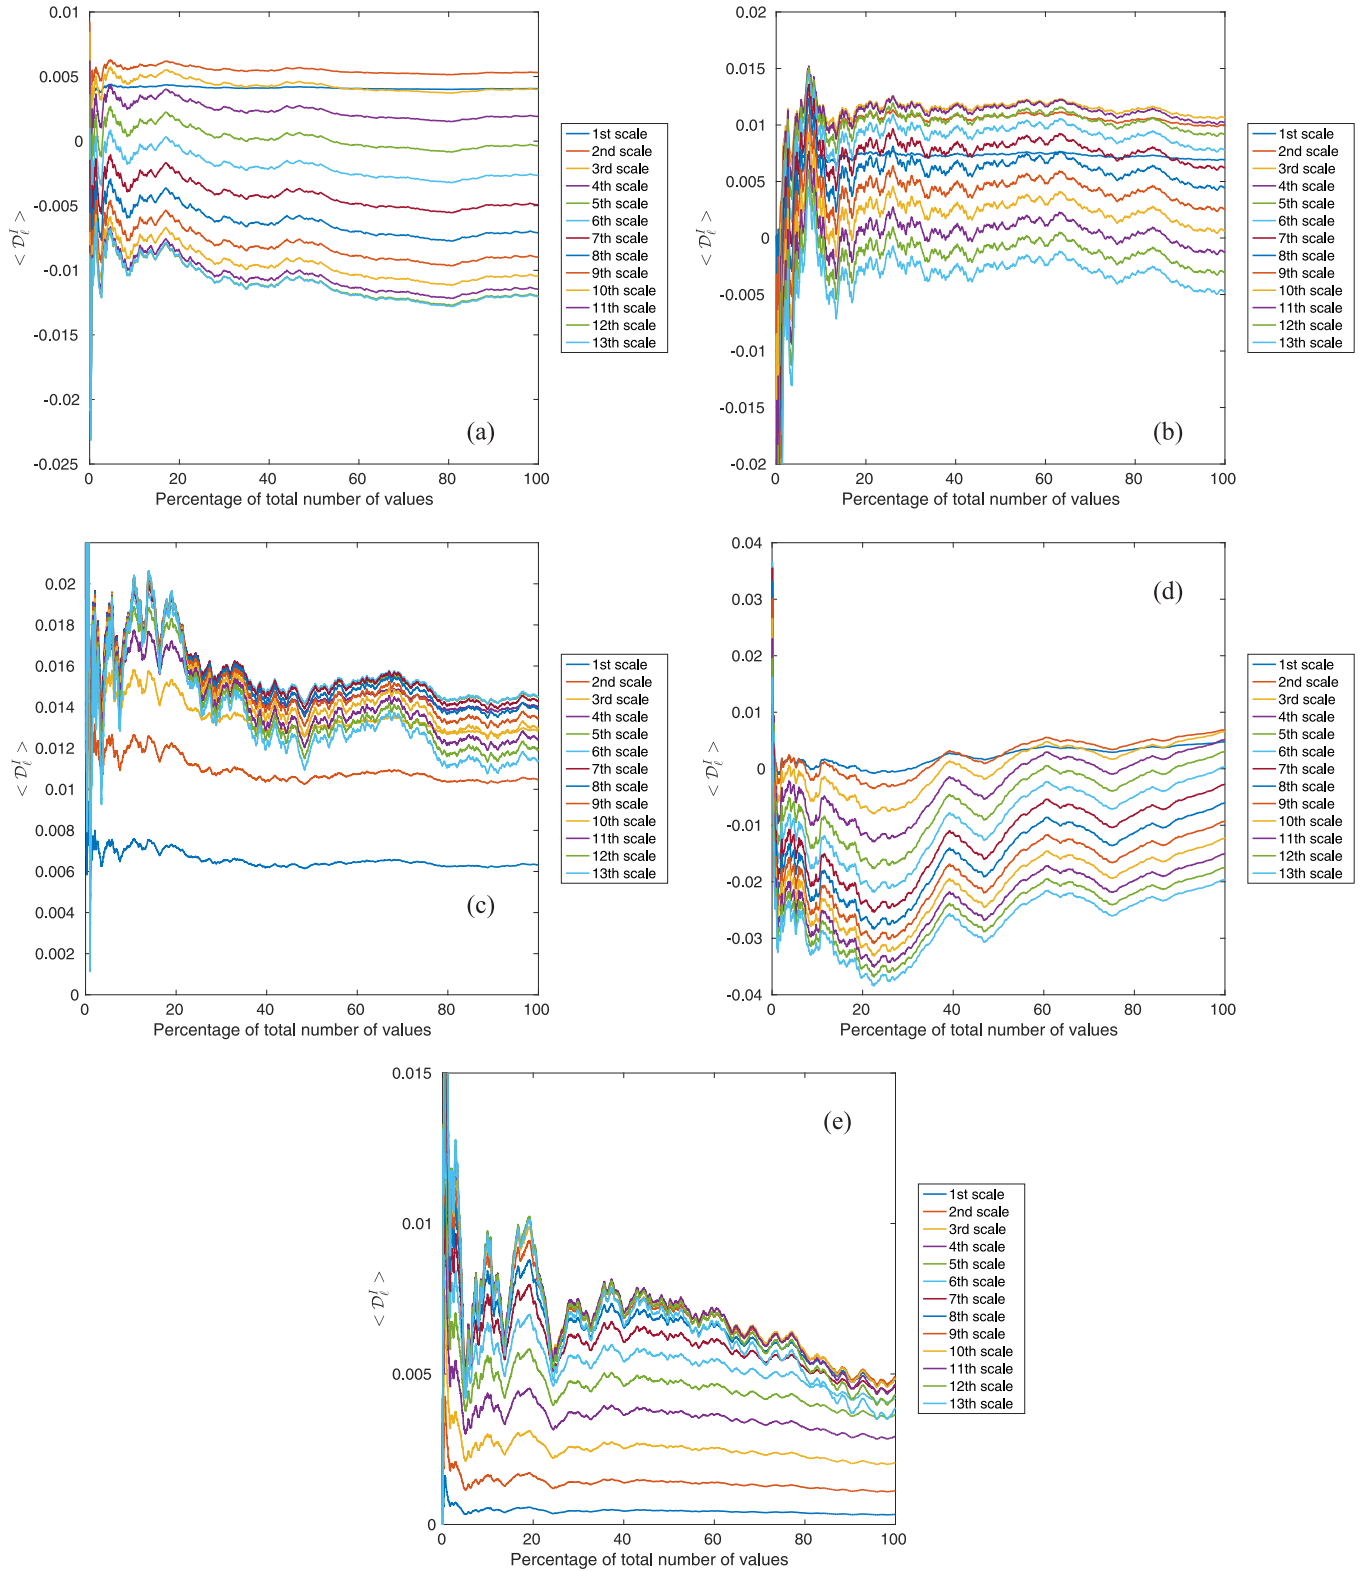 0.01
0.005
0
-0.005
-0.01
-0.015
-0.02
-0.025
< 𝒟ℓᴵ >
0 20 40 60 80 100
Percentage of total number of values
(a)
1st scale
2nd scale
3rd scale
4th scale
5th scale
6th scale
7th scale
8th scale
9th scale
10th scale
11th scale
12th scale
13th scale
0.02
0.015
0.01
0.005
0
-0.005
-0.01
-0.015
-0.02
< 𝒟ℓᴵ >
0 20 40 60 80 100
Percentage of total number of values
(b)
1st scale
2nd scale
3rd scale
4th scale
5th scale
6th scale
7th scale
8th scale
9th scale
10th scale
11th scale
12th scale
13th scale
0.02
0.018
0.016
0.014
0.012
0.01
0.008
0.006
0.004
0.002
0
< 𝒟ℓᴵ >
0 20 40 60 80 100
Percentage of total number of values
(c)
1st scale
2nd scale
3rd scale
4th scale
5th scale
6th scale
7th scale
8th scale
9th scale
10th scale
11th scale
12th scale
13th scale
0.04
0.03
0.02
0.01
0
-0.01
-0.02
-0.03
-0.04
< 𝒟ℓᴵ >
0 20 40 60 80 100
Percentage of total number of values
(d)
1st scale
2nd scale
3rd scale
4th scale
5th scale
6th scale
7th scale
8th scale
9th scale
10th scale
11th scale
12th scale
13th scale
0.015
0.01
0.005
0
< 𝒟ℓᴵ >
0 20 40 60 80 100
Percentage of total number of values
(e)
1st scale
2nd scale
3rd scale
4th scale
5th scale
6th scale
7th scale
8th scale
9th scale
10th scale
11th scale
12th scale
13th scale